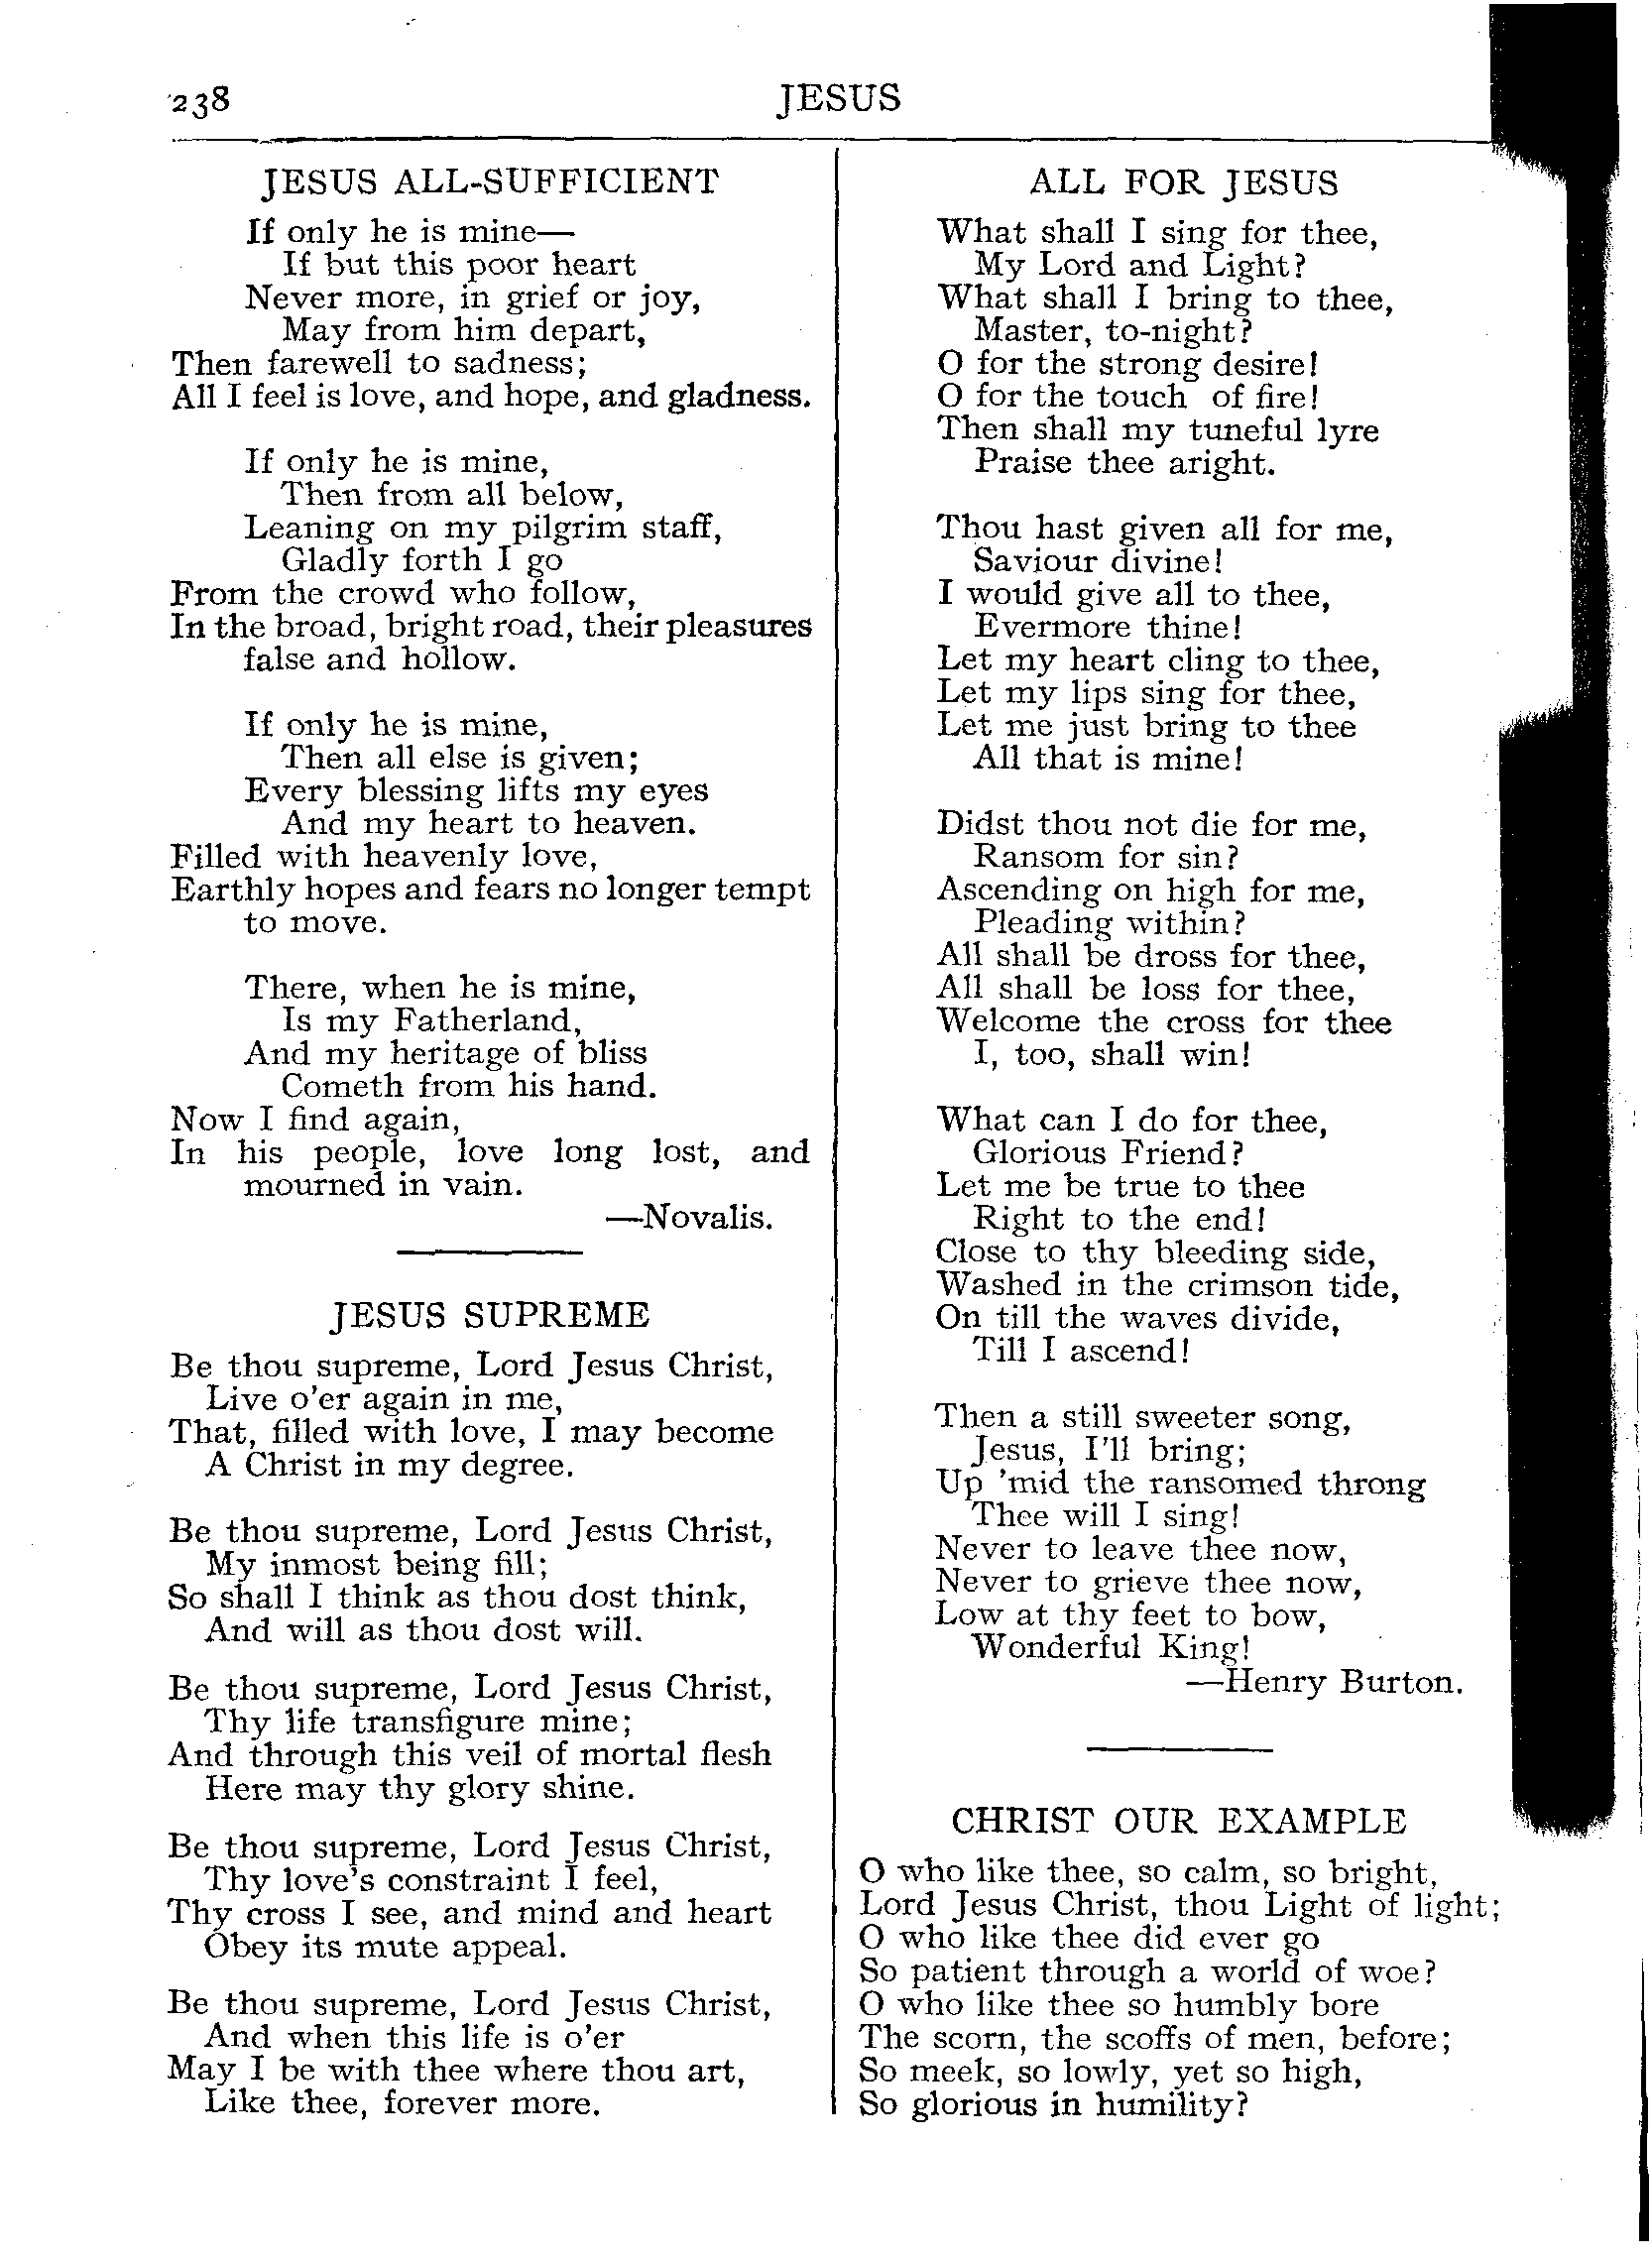 238
JESUS
JESUS ALL-SUFFICIENT
If only he is mine—
If but this poor heart
Never more, in grief or joy,
May from him depart,
Then farewell to sadness;
All I feel is love, and hope, and gladness.
If only he is mine,
Then from all below,
Leaning on my pilgrim staff,
Gladly forth I go
From the crowd who follow,
In the broad, bright road, their pleasures
false and hollow.
If only he is mine,
Then all else is given;
Every blessing lifts my eyes
And my heart to heaven.
Filled with heavenly love,
Earthly hopes and fears no longer tempt
to move.
There, when he is mine,
Is my Fatherland,
And my heritage of bliss
Cometh from his hand.
Now I find again,
In his people, love long lost, and
mourned in vain.
—Novalis.
JESUS SUPREME
Be thou supreme, Lord Jesus Christ,
Live o'er again in me,
That, filled with love, I may become
A Christ in my degree.
Be thou supreme, Lord Jesus Christ,
My inmost being fill;
So shall I think as thou dost think,
And will as thou dost will.
Be thou supreme, Lord Jesus Christ,
Thy life transfigure mine;
And through this veil of mortal flesh
Here may thy glory shine.
Be thou supreme, Lord Jesus Christ,
Thy love's constraint I feel,
Thy cross I see, and mind and heart
Obey its mute appeal.
Be thou supreme, Lord Jesus Christ,
And when this life is o'er
May I be with thee where thou art,
Like thee, forever more.
ALL FOR JESUS
What shall I sing for thee,
My Lord and Light?
What shall I bring to thee,
Master, to-night?
O for the strong desire!
O for the touch of fire!
Then shall my tuneful lyre
Praise thee aright.
Thou hast given all for me,
Saviour divine!
I would give all to thee,
Evermore thine!
Let my heart cling to thee,
Let my lips sing for thee,
Let me just bring to thee
All that is mine!
Didst thou not die for me,
Ransom for sin?
Ascending on high for me,
Pleading within?
All shall be dross for thee,
All shall be loss for thee,
Welcome the cross for thee
I, too, shall win!
What can I do for thee,
Glorious Friend?
Let me be true to thee
Right to the end!
Close to thy bleeding side,
Washed in the crimson tide,
On till the waves divide,
Till I ascend!
Then a still sweeter song,
Jesus, I'll bring;
Up 'mid the ransomed throng
Thee will I sing!
Never to leave thee now,
Never to grieve thee now,
Low at thy feet to bow,
Wonderful King!
—Henry Burton.
CHRIST OUR EXAMPLE
O who like thee, so calm, so bright,
Lord Jesus Christ, thou Light of light;
O who like thee did ever go
So patient through a world of woe?
O who like thee so humbly bore
The scorn, the scoffs of men, before;
So meek, so lowly, yet so high,
So glorious in humility?